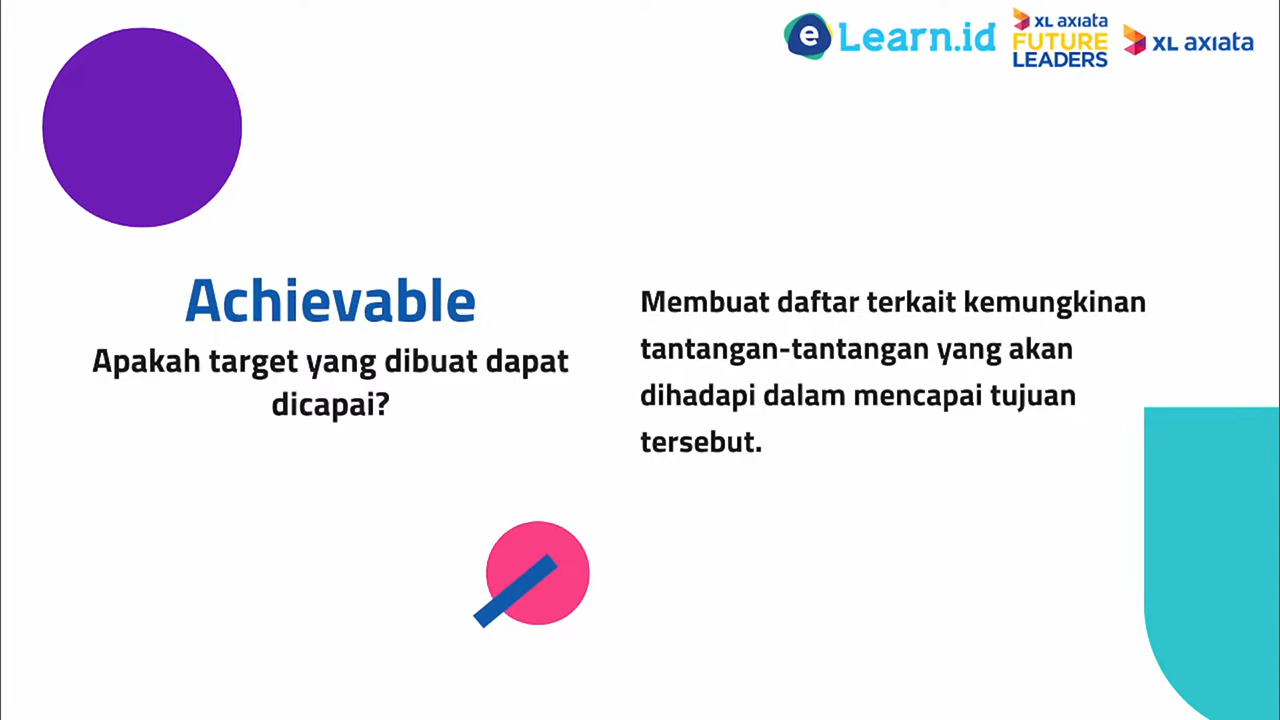 e Learn.id
XL axiata
FUTURE
LEADERS
XL axiata
Achievable
Apakah target yang dibuat dapat
dicapai?
Membuat daftar terkait kemungkinan
tantangan-tantangan yang akan
dihadapi dalam mencapai tujuan
tersebut.